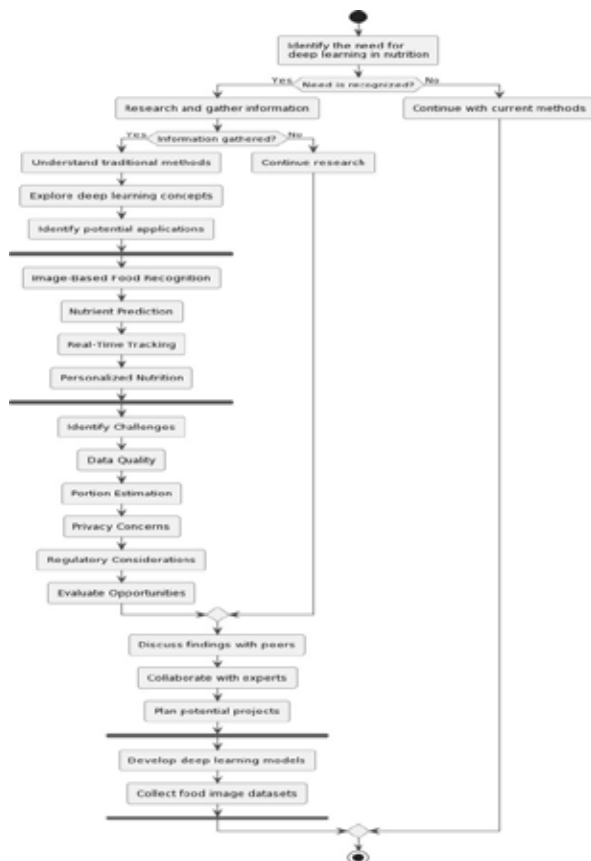 Identify the need for
deep learning in nutrition
Yes
Need is recognized?
No
Research and gather information
Continue with current methods
Yes
Information gathered?
No
Understand traditional methods
Continue research
Explore deep learning concepts
Identify potential applications
Image-Based Food Recognition
Nutrient Prediction
Real-Time Tracking
Personalized Nutrition
Identify Challenges
Data Quality
Portion Estimation
Privacy Concerns
Regulatory Considerations
Evaluate Opportunities
Discuss findings with peers
Collaborate with experts
Plan potential projects
Develop deep learning models
Collect food image datasets